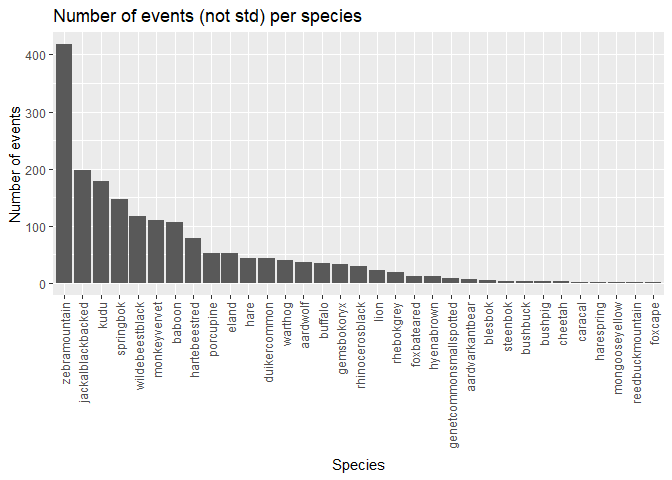 Number of events (not std) per species
Number of events
400
300
200
100
0
zebramountain
jackalblackbacked
kudu
springbok
wildebeestblack
monkeyvervet
baboon
hartebeestred
porcupine
eland
hare
duikercommon
warthog
aardwolf
buffalo
gemsbokoryx
rhinocerosblack
lion
rhebokgrey
foxbateared
hyenabrown
genetcommonsmallspotted
aardvarkantbear
blesbok
steenbok
bushbuck
bushpig
cheetah
caracal
harespring
mongooseyellow
reedbuckmountain
foxcape
Species